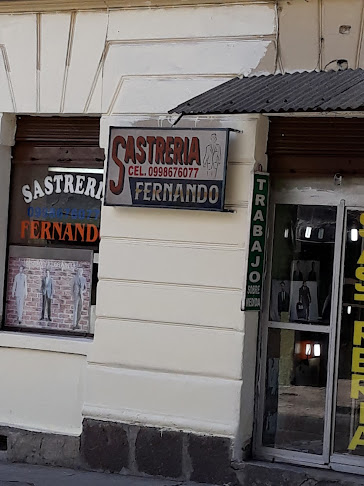 SASTRERIA
FERNANDO
SASTRERIA
CEL. 0998676077
FERNANDO
TRABAJO
SOBRE
MEDIDA
SASTRERIA